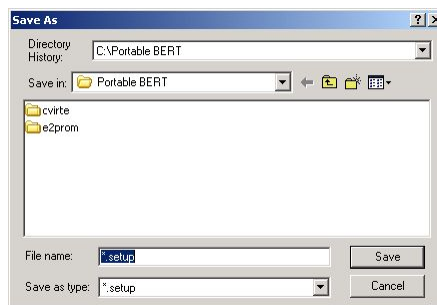 Save As
Directory History:
C:\Portable BERT
Save in:
Portable BERT
cvirte
e2prom
File name:
*.setup
Save
Save as type:
*.setup
Cancel